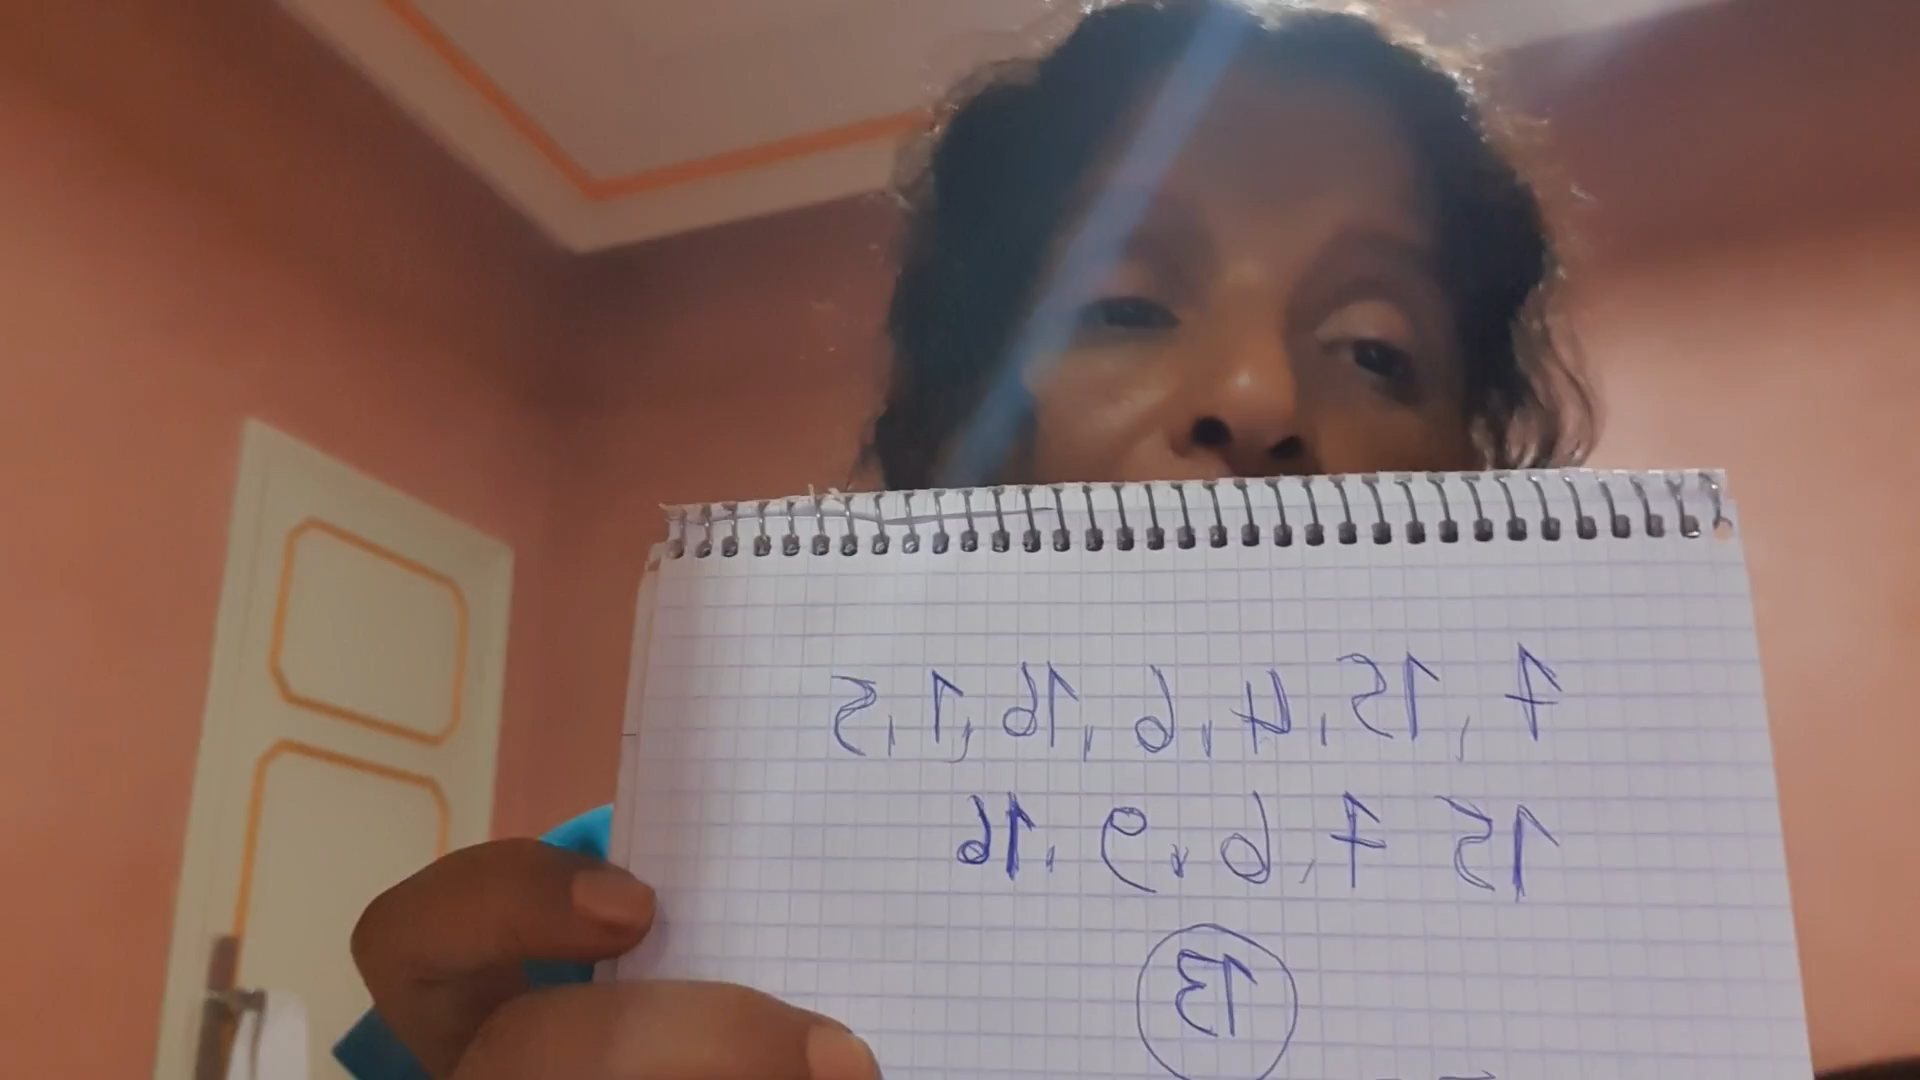 7, 15, 4, 6, 16, 1, 5
15 7, 6, 9, 16
13